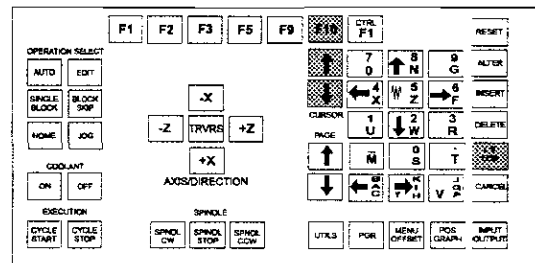 F1 F2 F3 F5 F9 F10 CTRL F1 RESET
OPERATION SELECT
AUTO EDIT
7 0 8 N 9 G ALTER
SINGLE BLOCK BLOCK SKIP
-X
4 X 5 Z 6 F INSERT
HOME JOG
-Z TRVRS +Z
CURSOR
1 U 2 W 3 R DELETE
PAGE
COOLANT
+X
M 0 S . T
ON OFF
AXIS/DIRECTION
CANCEL
EXECUTION
SPINDLE
CYCLE START CYCLE STOP
SPNDL CW SPNDL STOP SPNDL CCW
UTILS PGR MENU OFFSET POS GRAPH INPUT OUTPUT